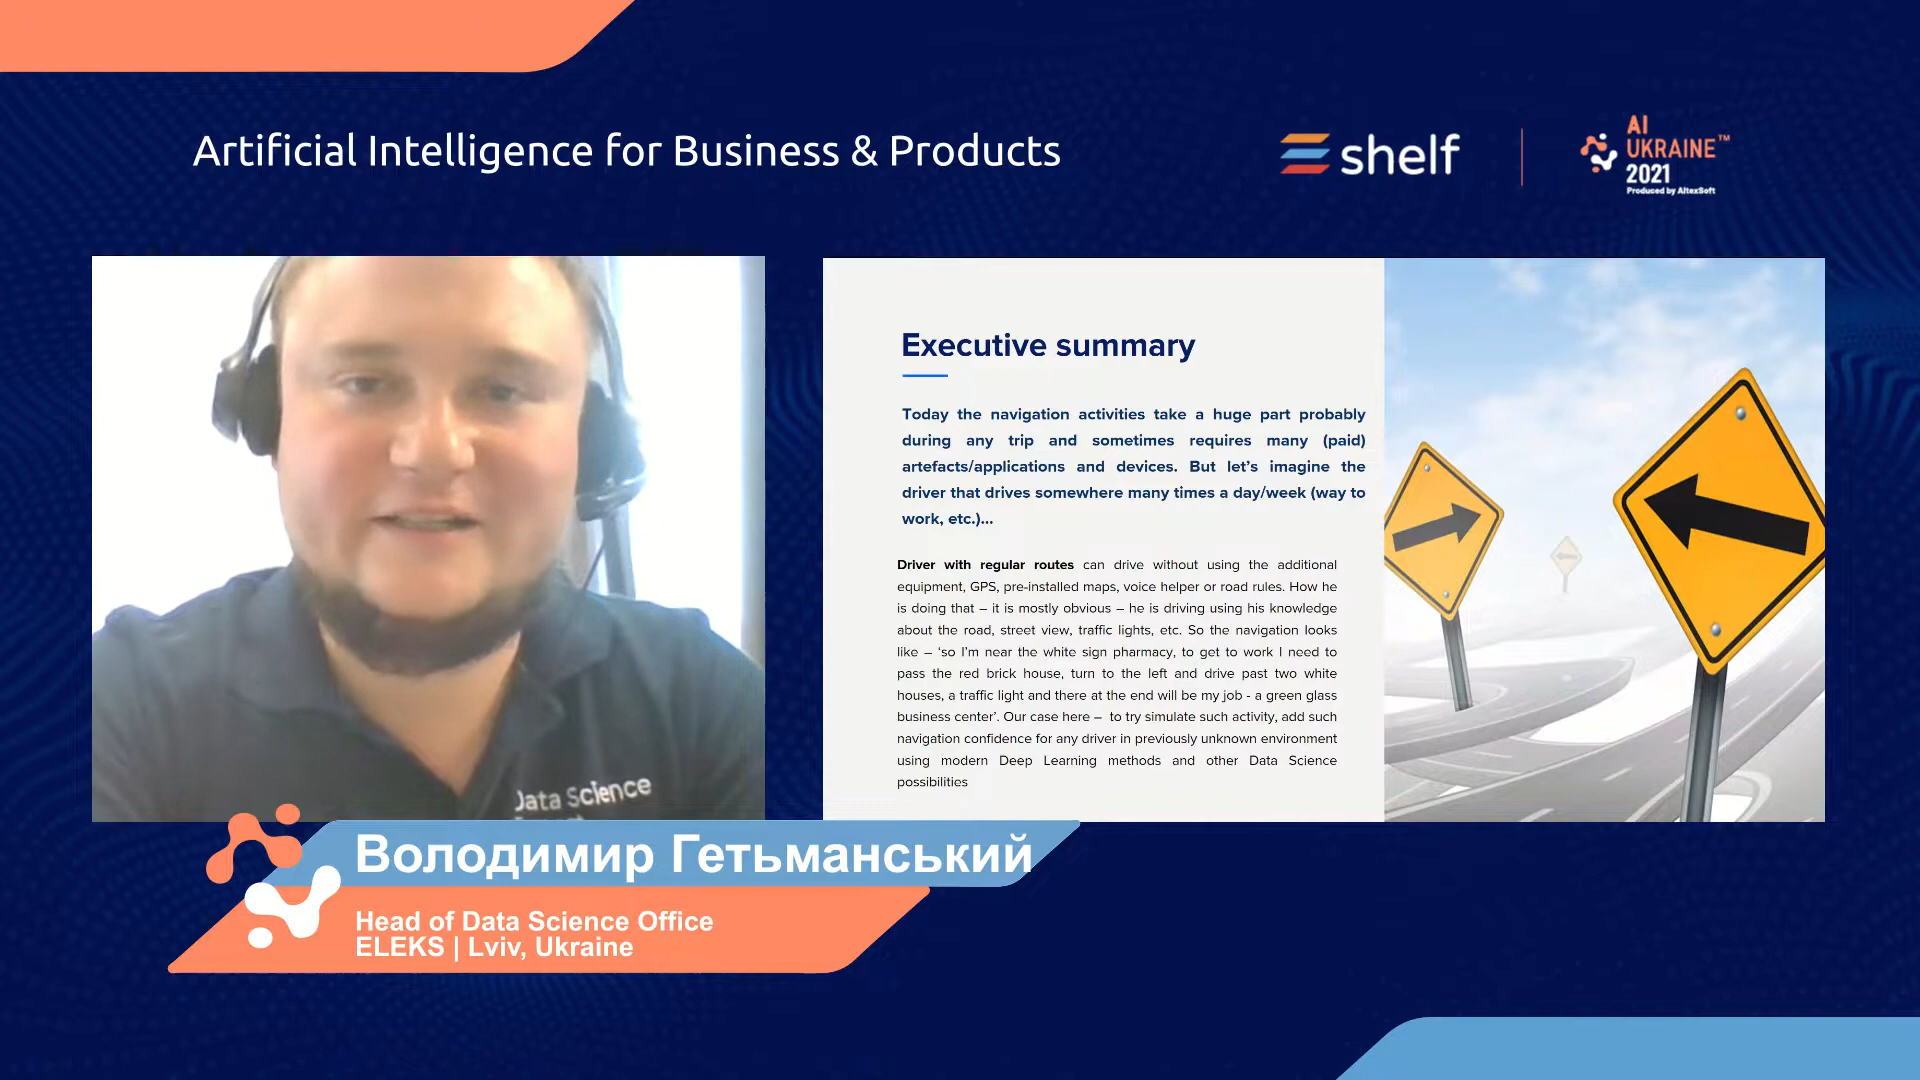 Artificial Intelligence for Business & Products
shelf
AI
UKRAINE™
2021
Produced by AltexSoft
Executive summary
Today the navigation activities take a huge part probably
during any trip and sometimes requires many (paid)
artefacts/applications and devices. But let's imagine the
driver that drives somewhere many times a day/week (way to
work, etc.)...
Driver with regular routes can drive without using the additional
equipment, GPS, pre-installed maps, voice helper or road rules. How he
is doing that – it is mostly obvious – he is driving using his knowledge
about the road, street view, traffic lights, etc. So the navigation looks
like – ‘so I’m near the white sign pharmacy, to get to work I need to
pass the red brick house, turn to the left and drive past two white
houses, a traffic light and there at the end will be my job - a green glass
business center’. Our case here – to try simulate such activity, add such
navigation confidence for any driver in previously unknown environment
using modern Deep Learning methods and other Data Science
possibilities
Data Science
Володимир Гетьманський
Head of Data Science Office
ELEKS | Lviv, Ukraine